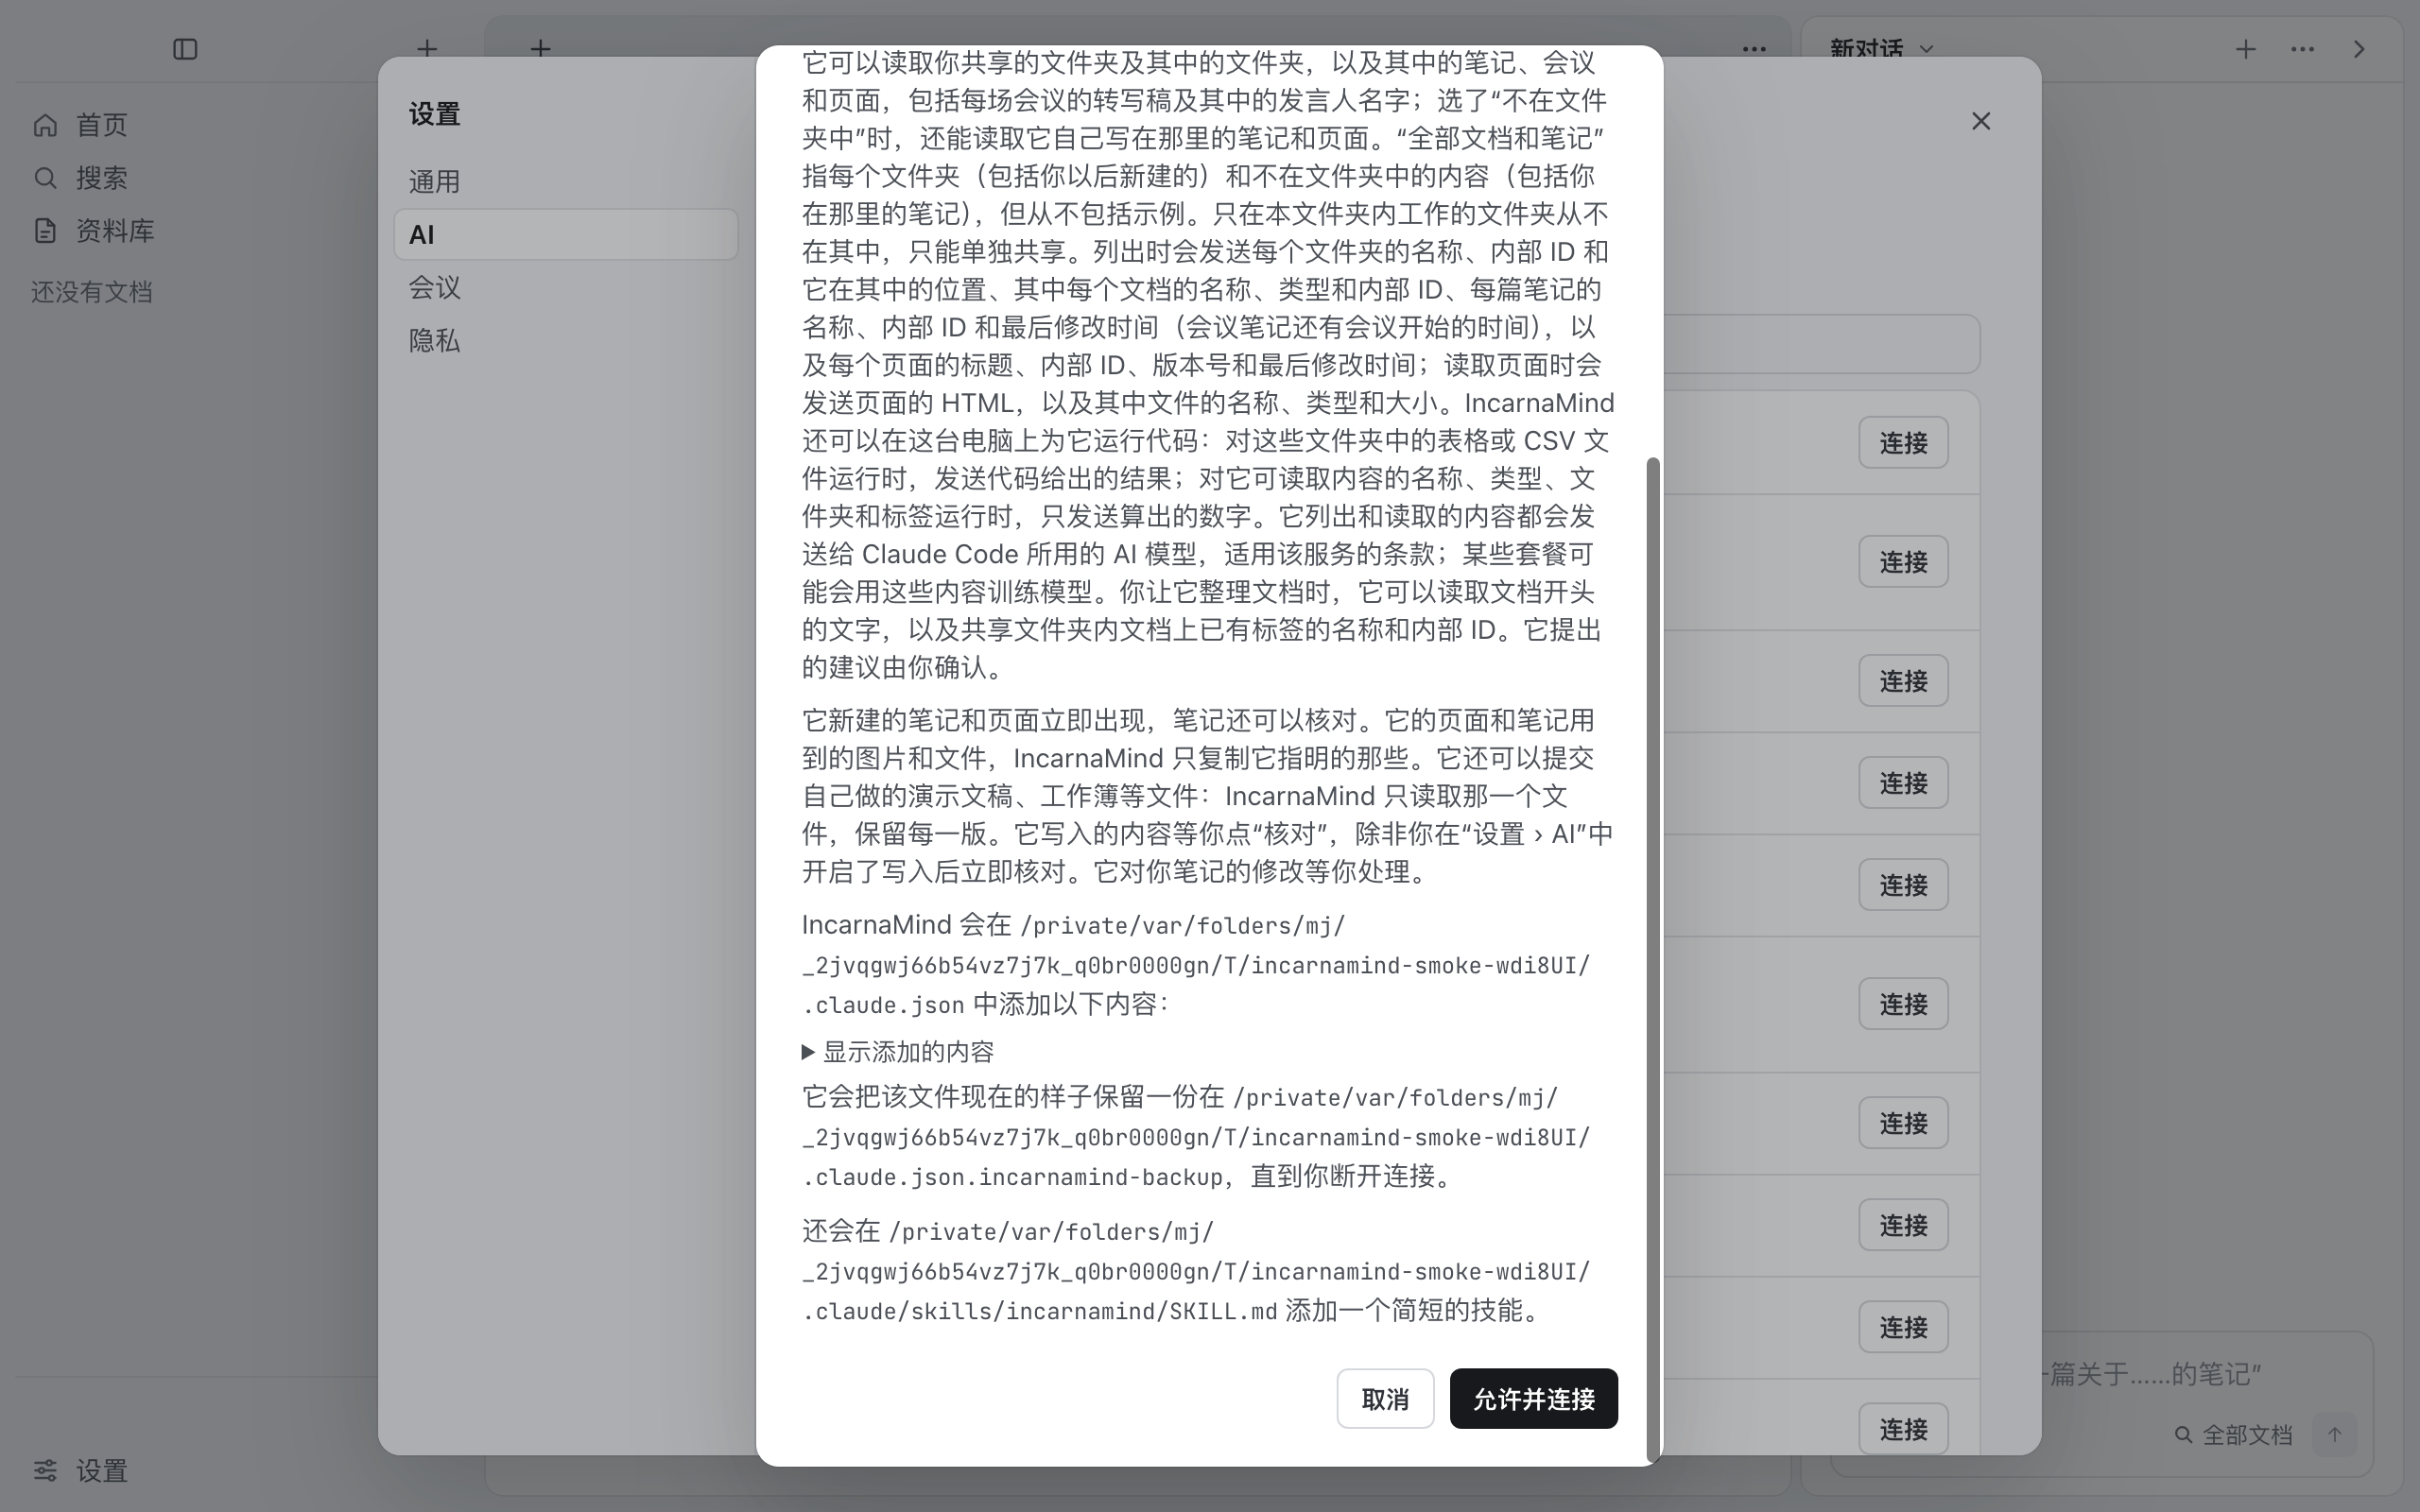 新对话
首页
搜索
资料库
还没有文档
设置
设置
通用
AI
会议
隐私
它可以读取你共享的文件夹及其中的文件夹，以及其中的笔记、会议
和页面，包括每场会议的转写稿及其中的发言人名字；选了“不在文件
夹中”时，还能读取它自己写在那里的笔记和页面。“全部文档和笔记”
指每个文件夹（包括你以后新建的）和不在文件夹中的内容（包括你
在那里的笔记），但从不包括示例。只在本文件夹内工作的文件夹从不
在其中，只能单独共享。列出时会发送每个文件夹的名称、内部 ID 和
它在其中的位置、其中每个文档的名称、类型和内部 ID、每篇笔记的
名称、内部 ID 和最后修改时间（会议笔记还有会议开始的时间），以
及每个页面的标题、内部 ID、版本号和最后修改时间；读取页面时会
发送页面的 HTML，以及其中文件的名称、类型和大小。IncarnaMind
还可以在这台电脑上为它运行代码：对这些文件夹中的表格或 CSV 文
件运行时，发送代码给出的结果；对它可读取内容的名称、类型、文
件夹和标签运行时，只发送算出的数字。它列出和读取的内容都会发
送给 Claude Code 所用的 AI 模型，适用该服务的条款；某些套餐可
能会用这些内容训练模型。你让它整理文档时，它可以读取文档开头
的文字，以及共享文件夹内文档上已有标签的名称和内部 ID。它提出
的建议由你确认。
它新建的笔记和页面立即出现，笔记还可以核对。它的页面和笔记用
到的图片和文件，IncarnaMind 只复制它指明的那些。它还可以提交
自己做的演示文稿、工作簿等文件：IncarnaMind 只读取那一个文
件，保留每一版。它写入的内容等你点“核对”，除非你在“设置 › AI”中
开启了写入后立即核对。它对你笔记的修改等你处理。
IncarnaMind 会在 /private/var/folders/mj/
_2jvqgwj66b54vz7j7k_q0br0000gn/T/incarnamind-smoke-wdi8UI/
.claude.json 中添加以下内容：
显示添加的内容
它会把该文件现在的样子保留一份在 /private/var/folders/mj/
_2jvqgwj66b54vz7j7k_q0br0000gn/T/incarnamind-smoke-wdi8UI/
.claude.json.incarnamind-backup，直到你断开连接。
还会在 /private/var/folders/mj/
_2jvqgwj66b54vz7j7k_q0br0000gn/T/incarnamind-smoke-wdi8UI/
.claude/skills/incarnamind/SKILL.md 添加一个简短的技能。
取消
允许并连接
连接
连接
连接
连接
连接
连接
连接
连接
连接
连接
篇关于……的笔记”
全部文档